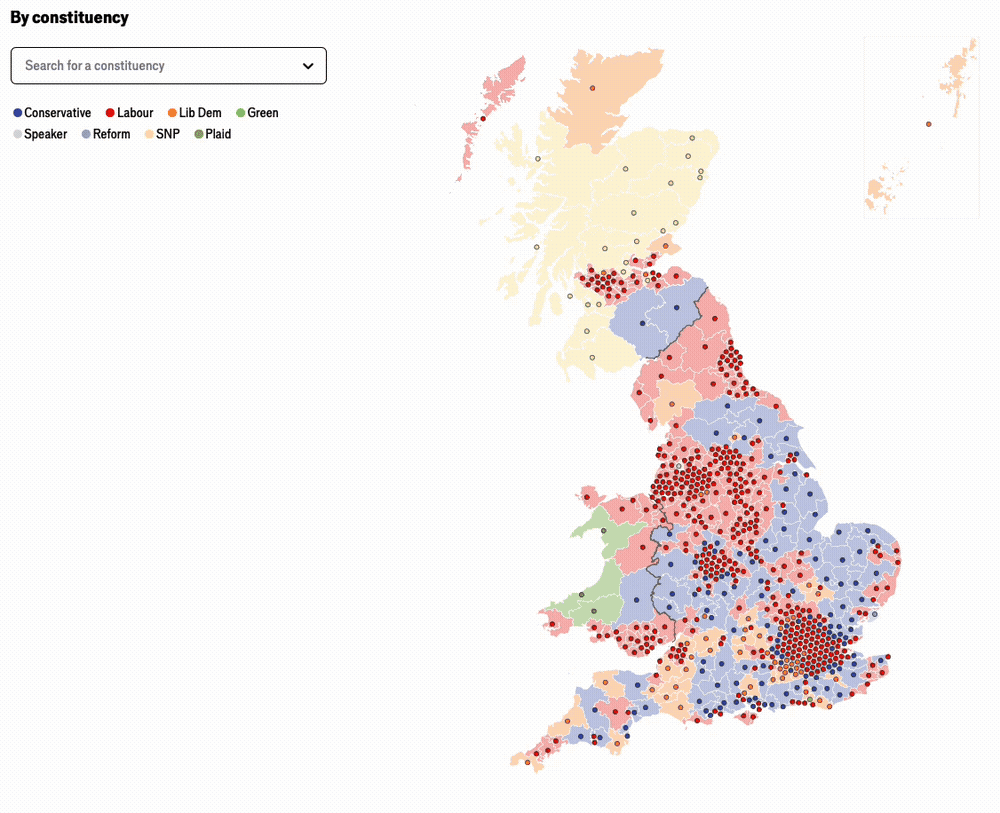 By constituency
Search for a constituency
Conservative Labour Lib Dem Green
Speaker Reform SNP Plaid